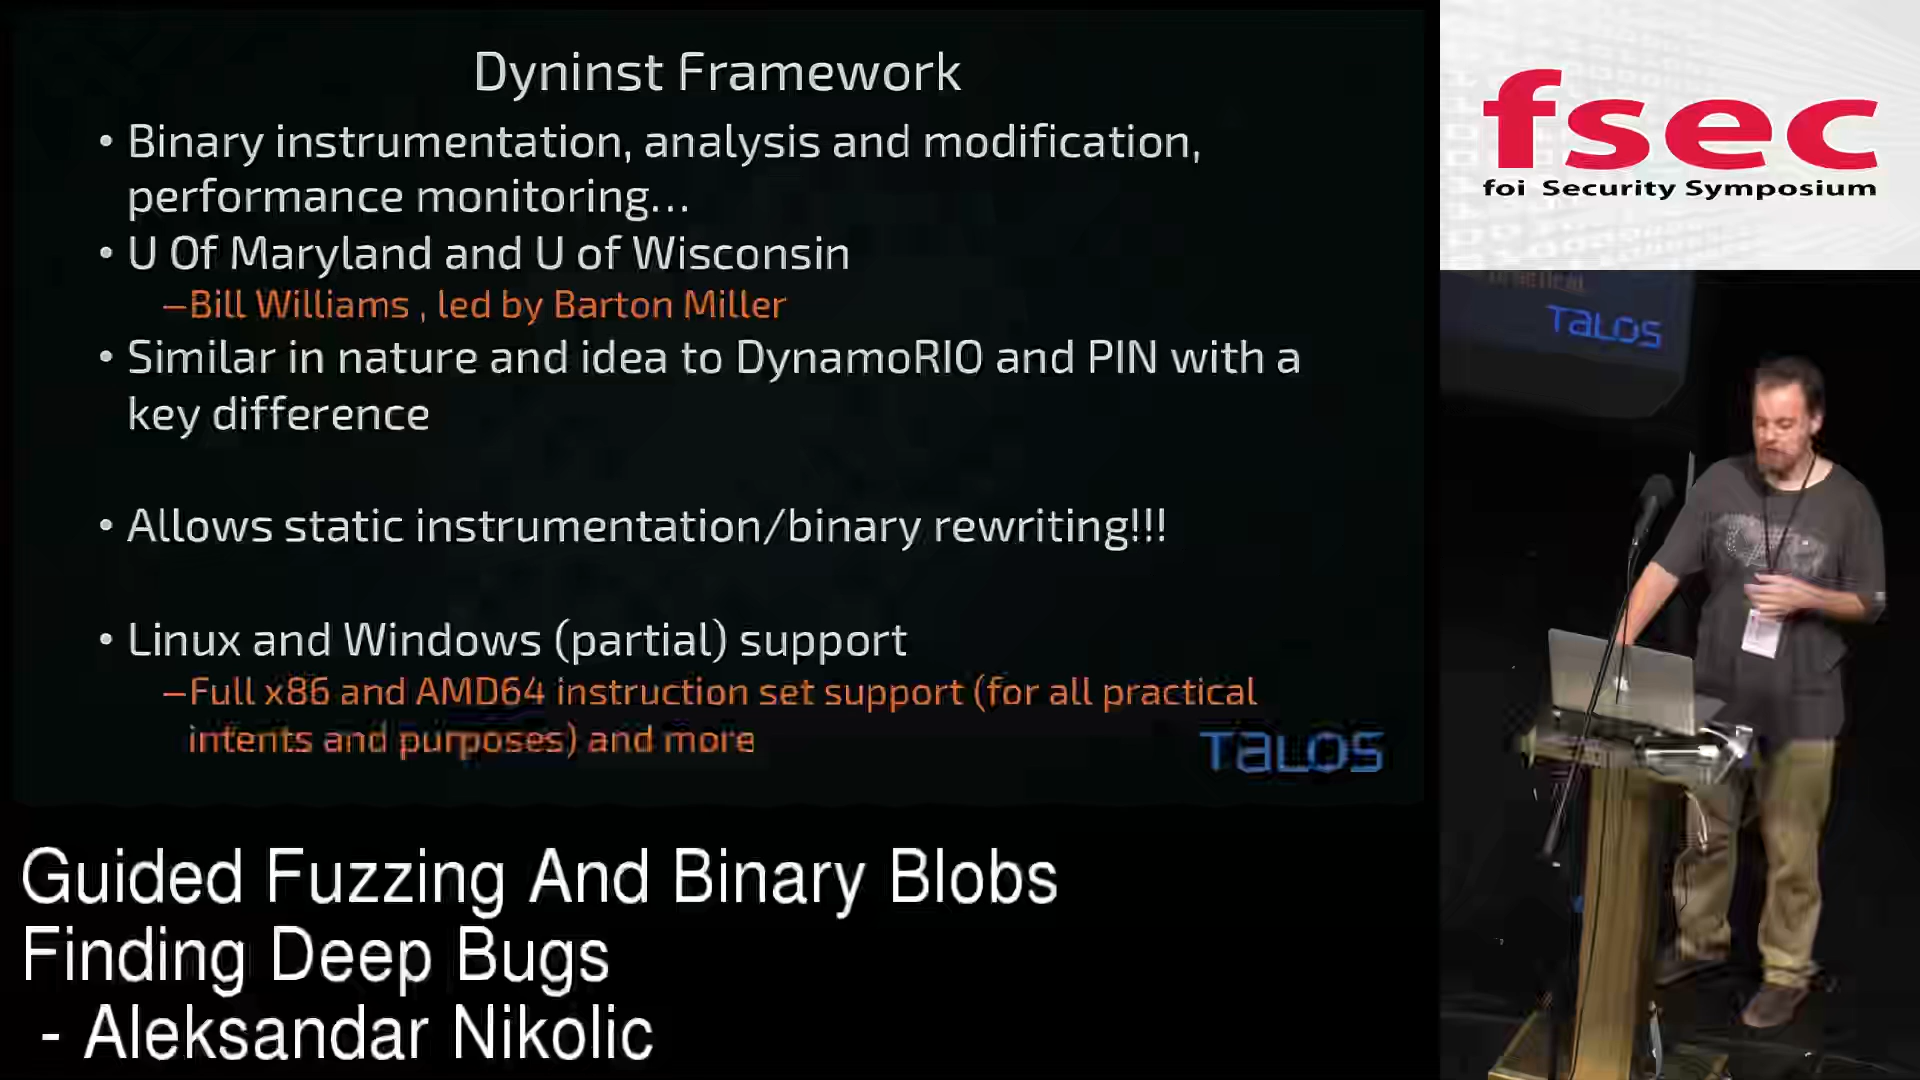 Dyninst Framework
• Binary instrumentation, analysis and modification,
performance monitoring...
• U Of Maryland and U of Wisconsin
–Bill Williams , led by Barton Miller
• Similar in nature and idea to DynamoRIO and PIN with a
key difference
• Allows static instrumentation/binary rewriting!!!
• Linux and Windows (partial) support
–Full x86 and AMD64 instruction set support (for all practical
intents and purposes) and more
TALOS
fsec
foi Security Symposium
TALOS
Guided Fuzzing And Binary Blobs
Finding Deep Bugs
- Aleksandar Nikolic